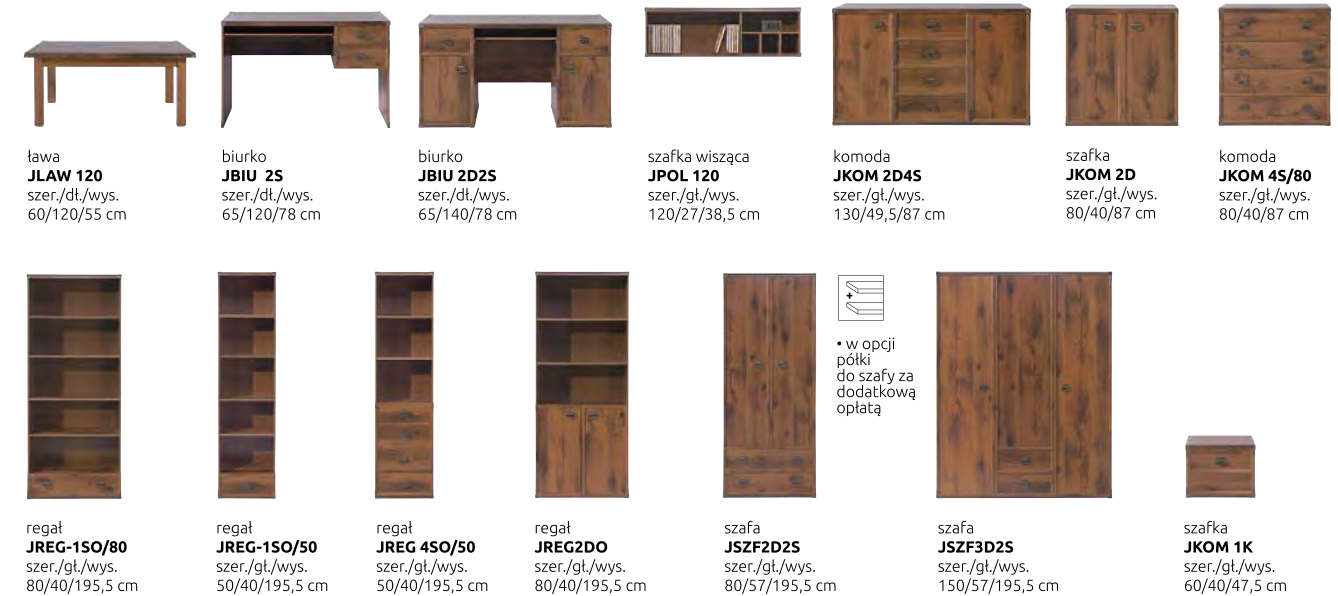 ława
JLAW 120
szer./dł./wys.
60/120/55 cm
biurko
JBIU 2S
szer./dł./wys.
65/120/78 cm
biurko
JBIU 2D2S
szer./dł./wys.
65/140/78 cm
szafka wisząca
JPOL 120
szer./gł./wys.
120/27/38,5 cm
komoda
JKOM 2D4S
szer./gł./wys.
130/49,5/87 cm
szafka
JKOM 2D
szer./gł./wys.
80/40/87 cm
komoda
JKOM 4S/80
szer./gł./wys.
80/40/87 cm
regał
JREG-1SO/80
szer./gł./wys.
80/40/195,5 cm
regał
JREG-1SO/50
szer./gł./wys.
50/40/195,5 cm
regał
JREG 4SO/50
szer./gł./wys.
50/40/195,5 cm
regał
JREG2DO
szer./gł./wys.
80/40/195,5 cm
szafa
JSZF2D2S
szer./gł./wys.
80/57/195,5 cm
• w opcji
półki
do szafy za
dodatkową
opłatą
szafa
JSZF3D2S
szer./gł./wys.
150/57/195,5 cm
szafka
JKOM 1K
szer./gł./wys.
60/40/47,5 cm